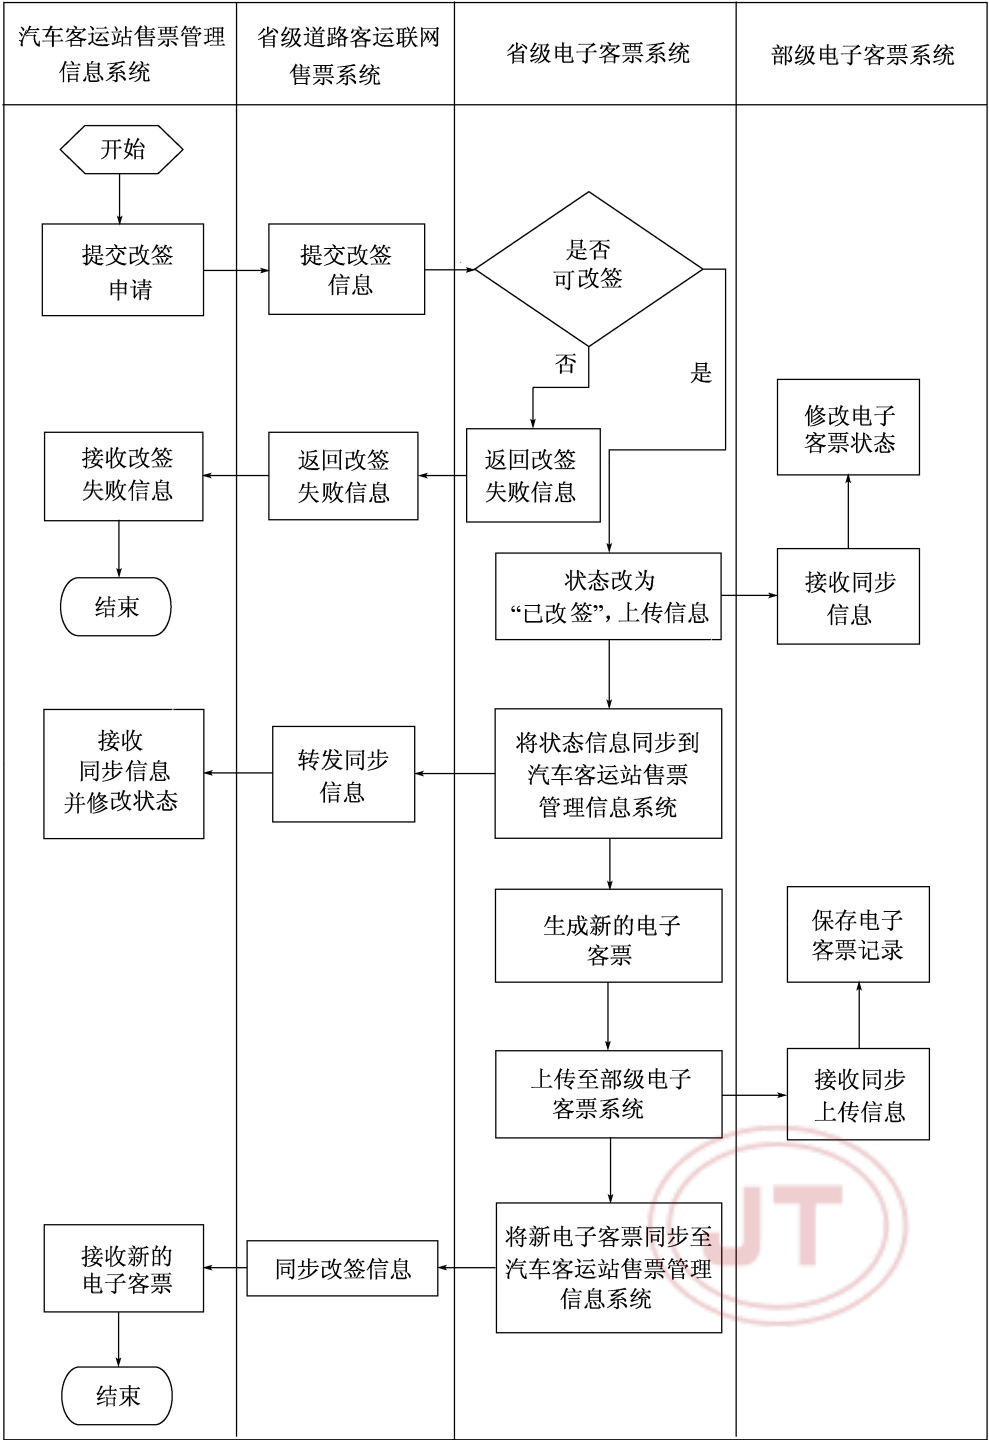 汽车客运站售票管理
信息系统
省级道路客运联网
售票系统
省级电子客票系统
部级电子客票系统
开始
提交改签
申请
提交改签
信息
是否
可改签
否
是
接收改签
失败信息
返回改签
失败信息
返回改签
失败信息
修改电子
客票状态
结束
状态改为
“已改签”，上传信息
接收同步
信息
接收
同步信息
并修改状态
转发同步
信息
将状态信息同步到
汽车客运站售票
管理信息系统
生成新的电子
客票
保存电子
客票记录
上传至部级电子
客票系统
接收同步
上传信息
JT
接收新的
电子客票
同步改签信息
将新电子客票同步至
汽车客运站售票管理
信息系统
结束